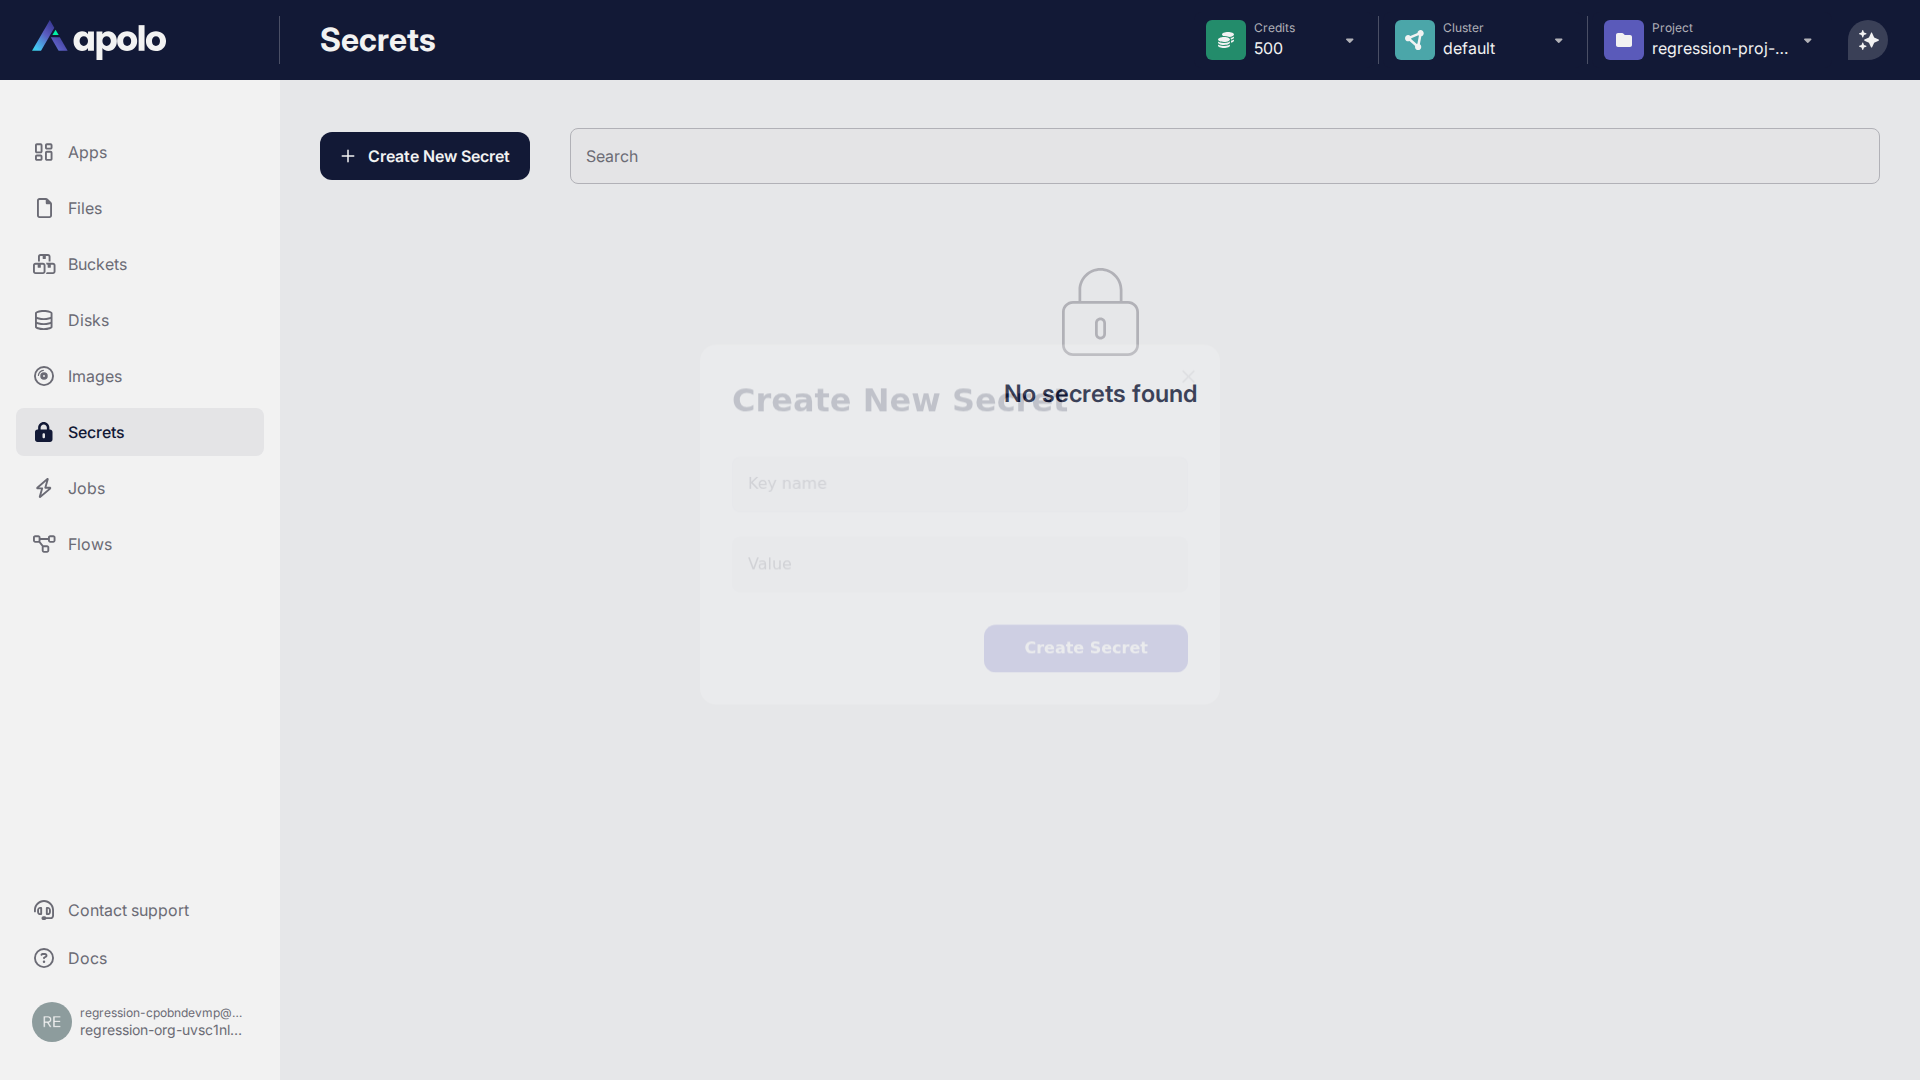 apolo
Secrets
Credits
500
Cluster
default
Project
regression-proj-...
Apps
Files
Buckets
Disks
Images
Secrets
Jobs
Flows
Contact support
Docs
RE
regression-cpobndevmp@...
regression-org-uvsc1nl...
Create New Secret
Search
No secrets found
Create New Secret
Key name
Value
Create Secret